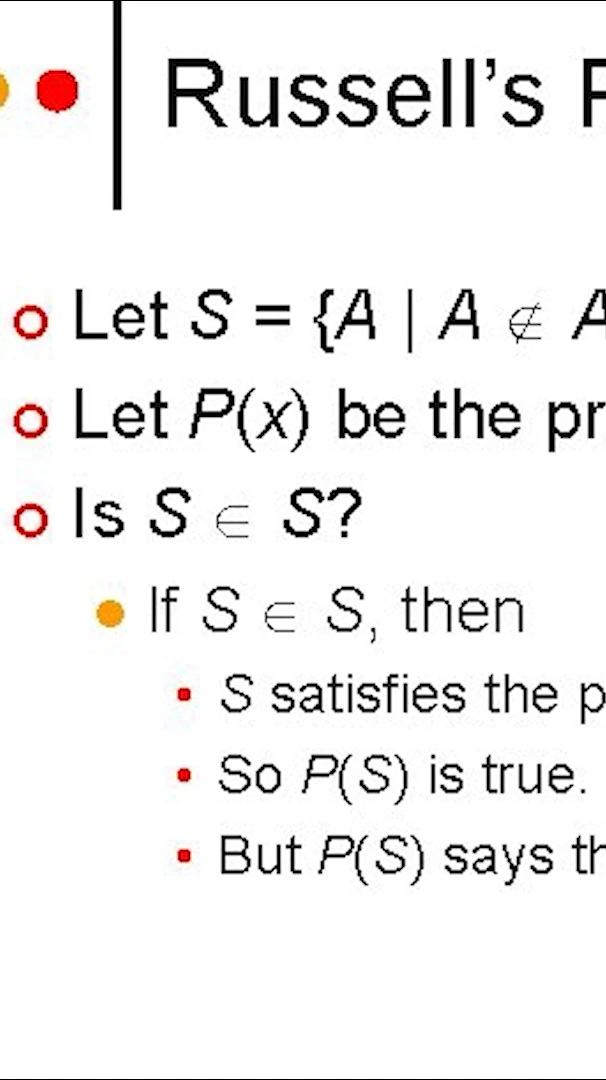 Russell's P
Let S = {A | A ∉ A
Let P(x) be the pr
Is S ∈ S?
If S ∈ S, then
S satisfies the p
So P(S) is true.
But P(S) says th